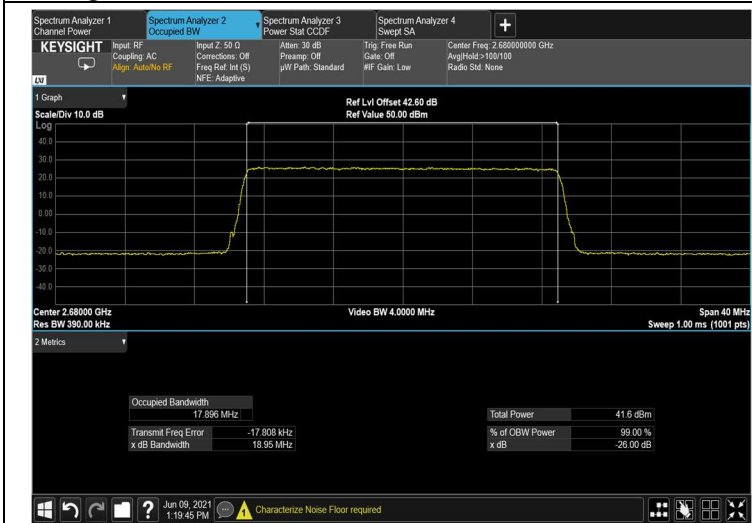 Spectrum Analyzer 1
Channel Power
Spectrum Analyzer 2
Occupied BW
Spectrum Analyzer 3
Power Stat CCDF
Spectrum Analyzer 4
Swept SA
+
KEYSIGHT
LXI
Input: RF
Coupling: AC
Align: Auto/No RF
Input Z: 50 Ω
Corrections: Off
Freq Ref: Int (S)
NFE: Adaptive
Atten: 30 dB
Preamp: Off
µW Path: Standard
Trig: Free Run
Gate: Off
#IF Gain: Low
Center Freq: 2.680000000 GHz
Avg|Hold:>100/100
Radio Std: None
1 Graph
Scale/Div 10.0 dB
Ref Lvl Offset 42.60 dB
Ref Value 50.00 dBm
Log
40.0
30.0
20.0
10.0
0.00
-10.0
-20.0
-30.0
-40.0
Center 2.68000 GHz
Res BW 390.00 kHz
Video BW 4.0000 MHz
Span 40 MHz
Sweep 1.00 ms (1001 pts)
2 Metrics
Occupied Bandwidth
17.896 MHz
Transmit Freq Error -17.808 kHz
x dB Bandwidth 18.95 MHz
Total Power 41.6 dBm
% of OBW Power 99.00 %
x dB -26.00 dB
? Jun 09, 2021
1:19:45 PM
1 Characterize Noise Floor required